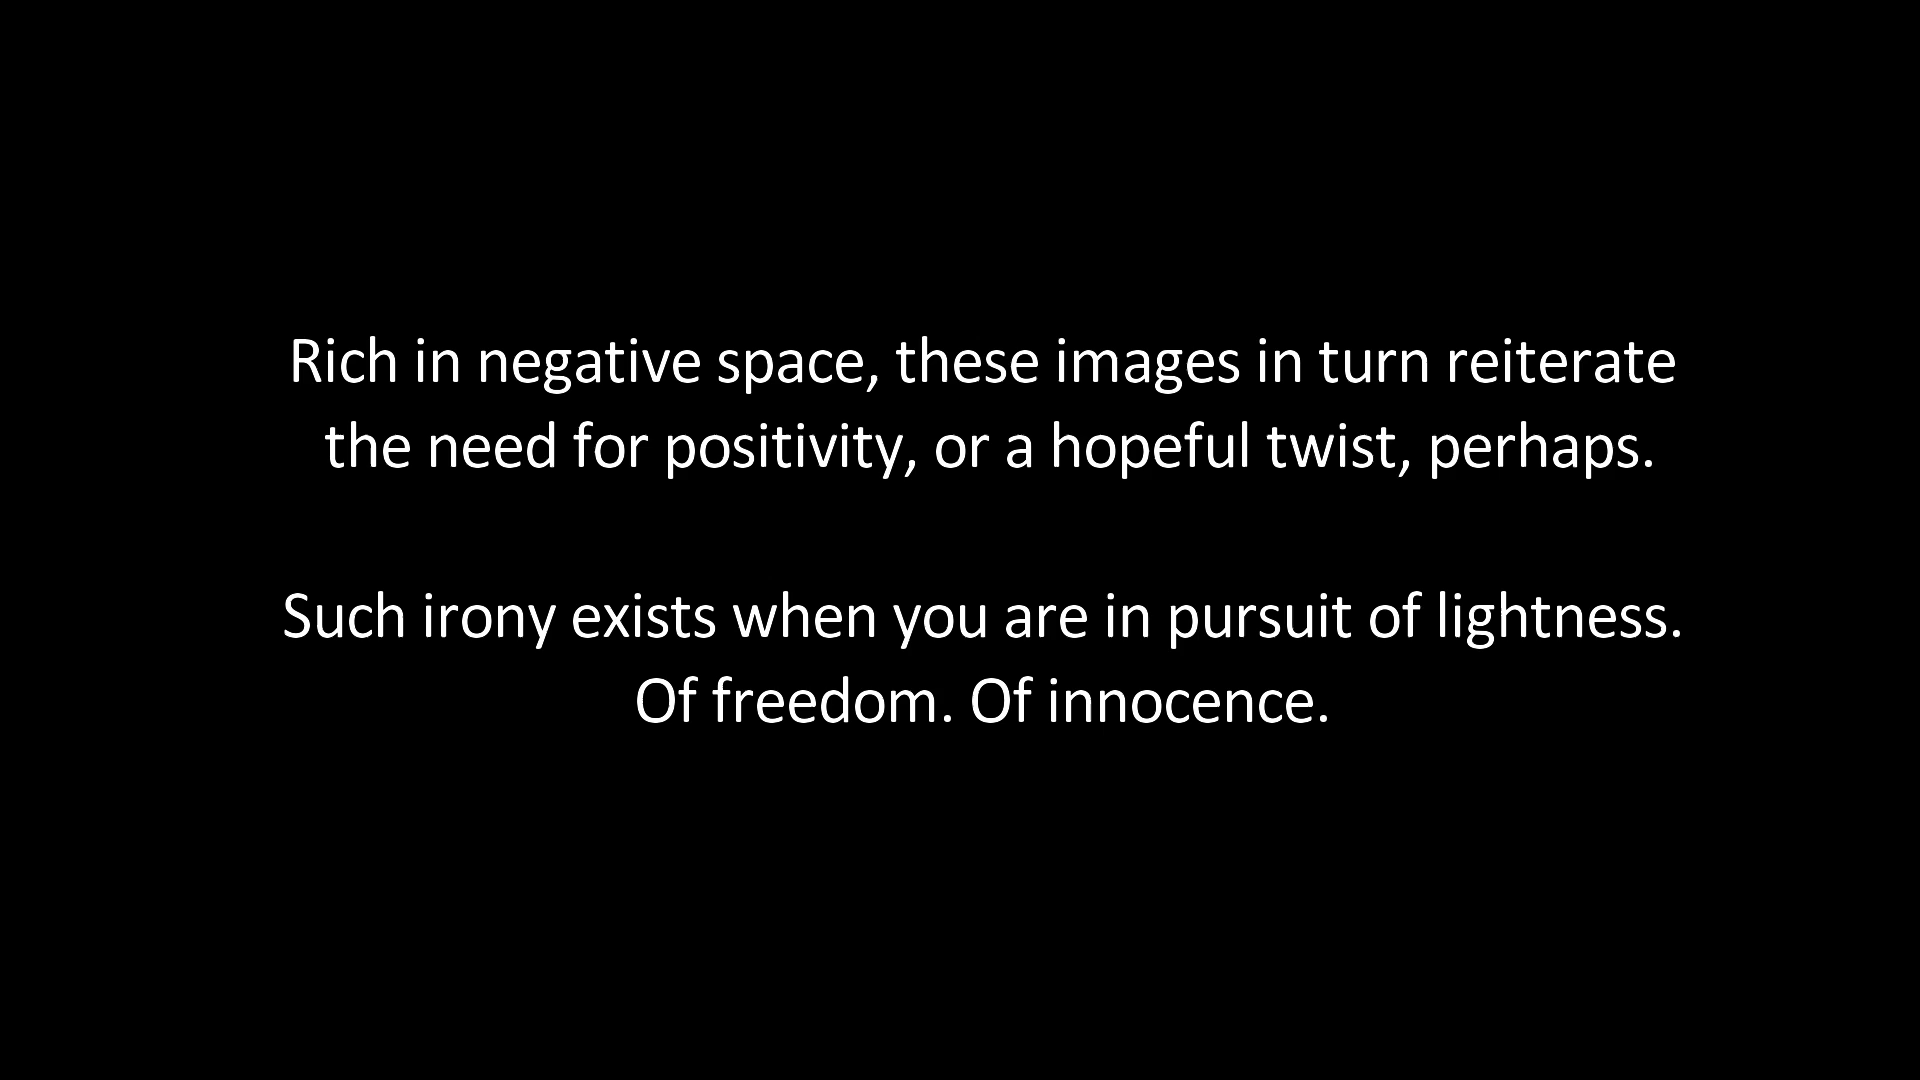 Rich in negative space, these images in turn reiterate
the need for positivity, or a hopeful twist, perhaps.
Such irony exists when you are in pursuit of lightness.
Of freedom. Of innocence.